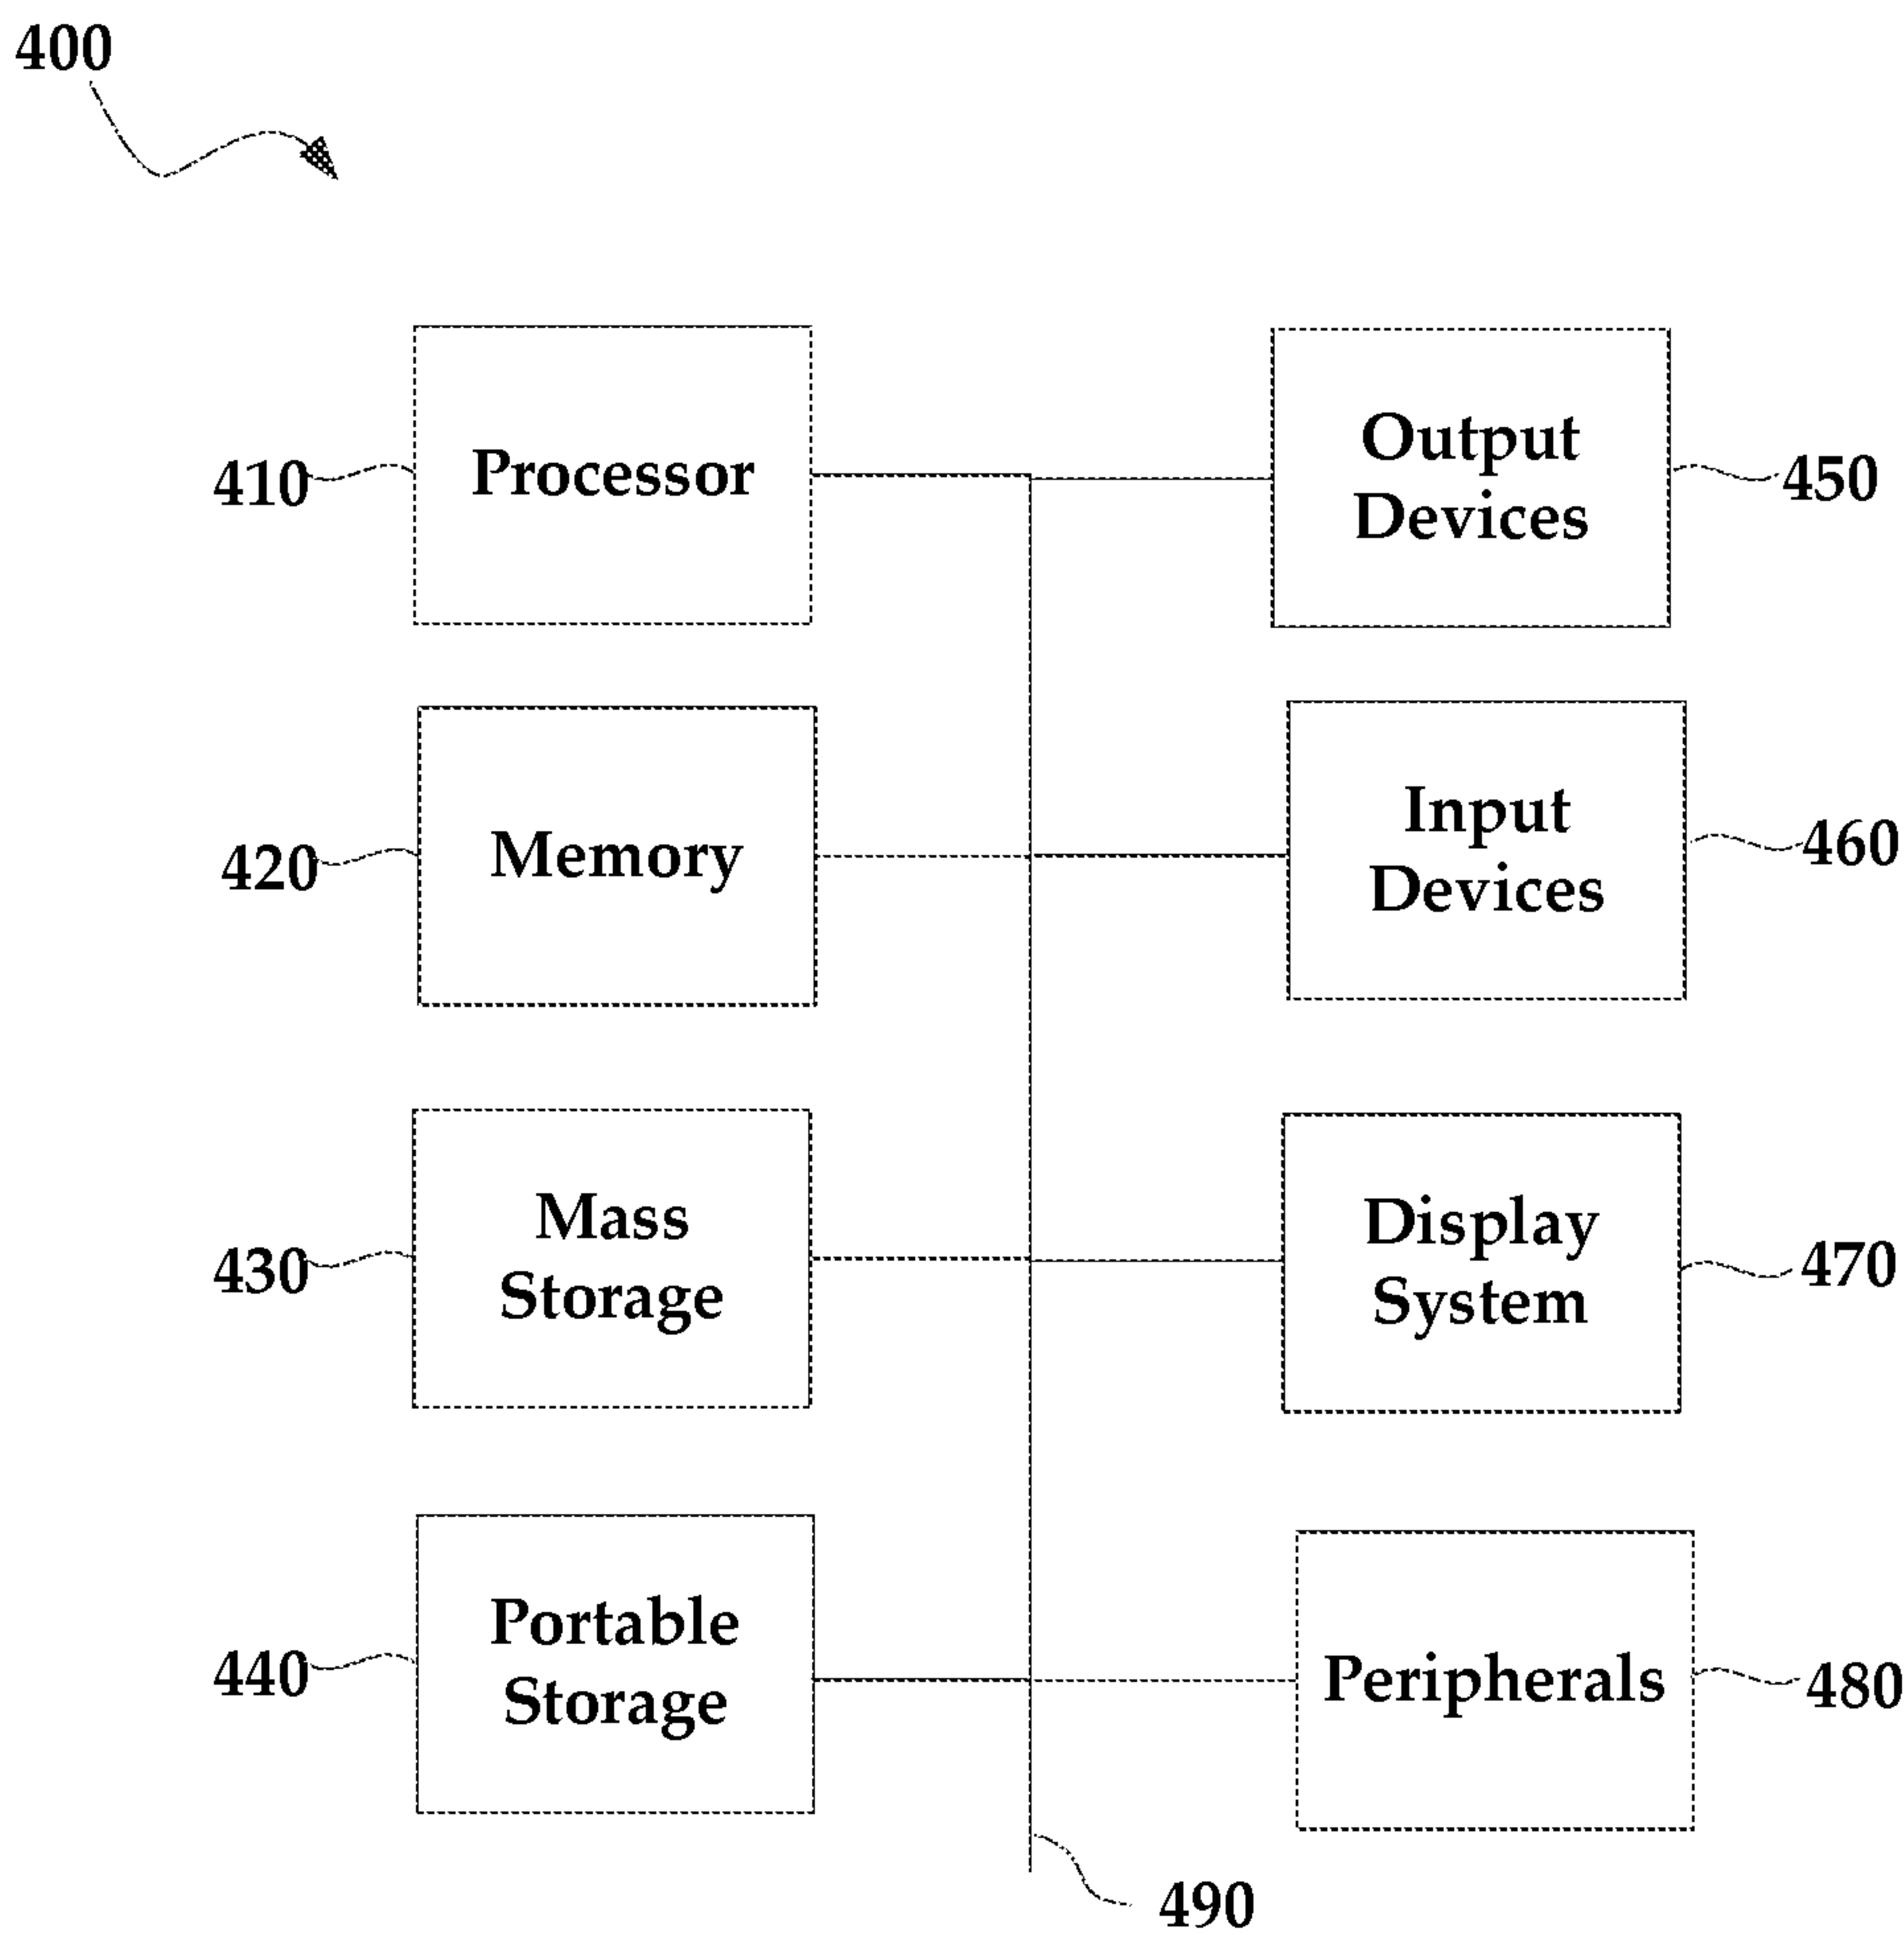 400
410
Processor
Output
Devices
450
420
Memory
Input
Devices
460
430
Mass
Storage
Display
System
470
440
Portable
Storage
Peripherals
480
490